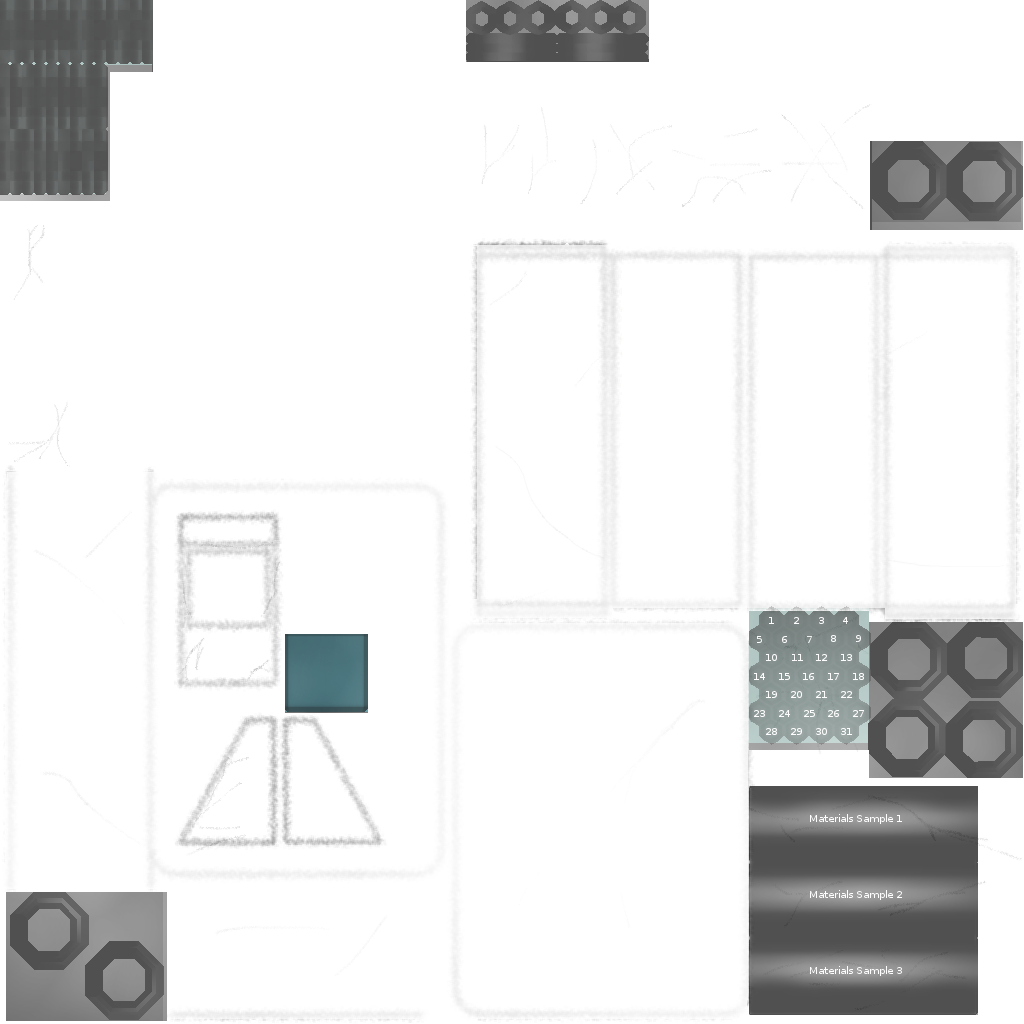 1 2 3 4
5 6 7 8 9
10 11 12 13
14 15 16 17 18
19 20 21 22
23 24 25 26 27
28 29 30 31
Materials Sample 1
Materials Sample 2
Materials Sample 3